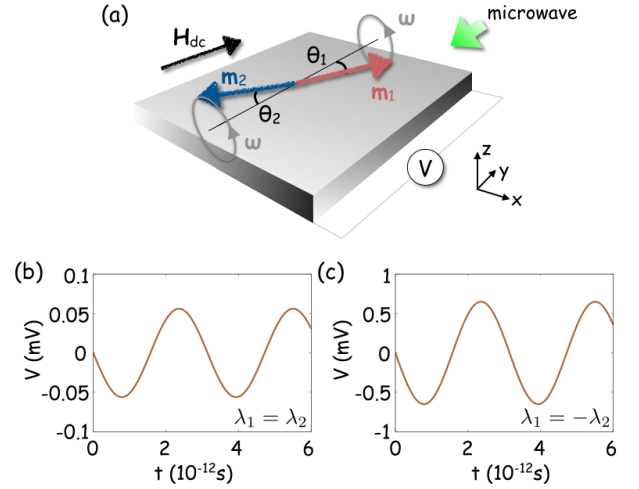 (a)
microwave
H_dc
ω
θ₁
m₂
m₁
θ₂
ω
V
z
y
x
(b)
(c)
0.1
0.05
0
-0.05
-0.1
V (mV)
λ₁ = λ₂
0 2 4 6
t (10⁻¹²s)
1
0.5
0
-0.5
-1
V (mV)
λ₁ = −λ₂
0 2 4 6
t (10⁻¹²s)